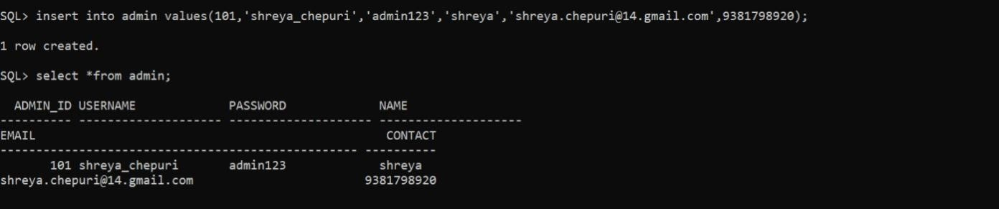 SQL> insert into admin values(101,'shreya_chepuri','admin123','shreya','shreya.chepuri@14.gmail.com',9381798920);
1 row created.
SQL> select *from admin;
  ADMIN_ID USERNAME             PASSWORD             NAME
---------- -------------------- -------------------- --------------------
EMAIL                                                 CONTACT
-------------------------------------------------- ----------
       101 shreya_chepuri       admin123             shreya
shreya.chepuri@14.gmail.com                        9381798920